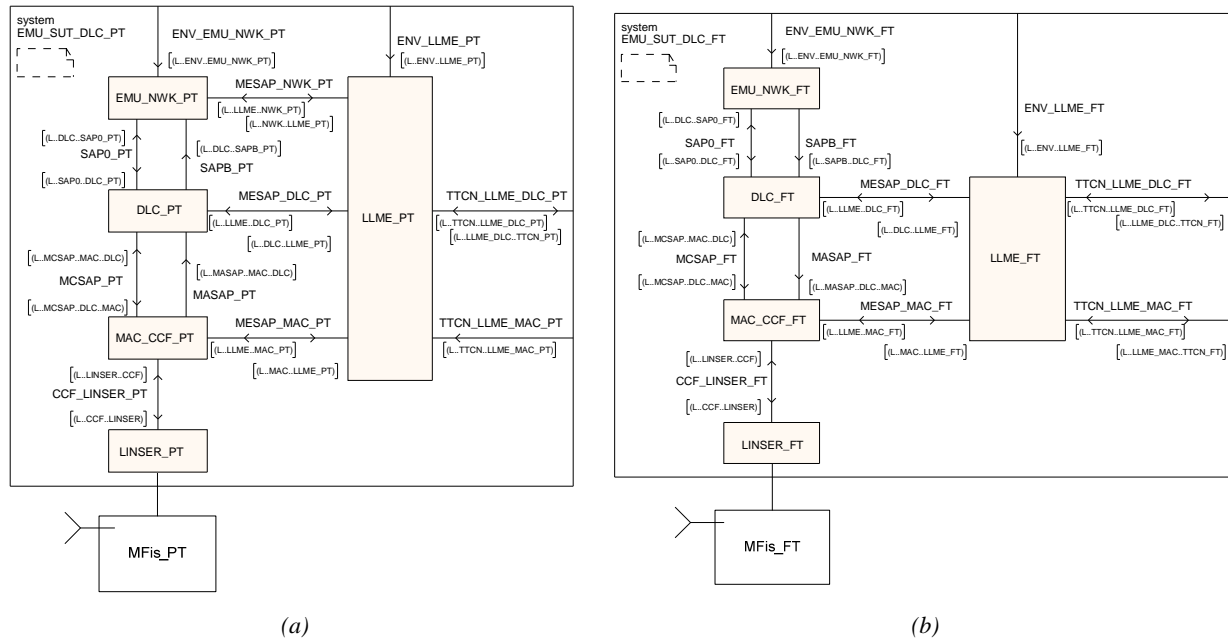 system
EMU_SUT_DLC_PT
ENV_EMU_NWK_PT
[(L..ENV..EMU_NWK_PT)]
ENV_LLME_PT
[(L..ENV..LLME_PT)]
EMU_NWK_PT
MESAP_NWK_PT
[(L..LLME..NWK_PT)]
[(L..NWK..LLME_PT)]
[(L..DLC..SAP0_PT)]
SAP0_PT
[(L..SAP0..DLC_PT)]
[(L..DLC..SAPB_PT)]
SAPB_PT
DLC_PT
MESAP_DLC_PT
[(L..LLME..DLC_PT)]
[(L..DLC..LLME_PT)]
LLME_PT
TTCN_LLME_DLC_PT
[(L..TTCN..LLME_DLC_PT)]
[(L..LLME_DLC..TTCN_PT)]
[(L..MCSAP..MAC..DLC)]
MCSAP_PT
[(L..MCSAP..DLC..MAC)]
[(L..MASAP..MAC..DLC)]
MASAP_PT
MAC_CCF_PT
MESAP_MAC_PT
[(L..LLME..MAC_PT)]
[(L..MAC..LLME_PT)]
TTCN_LLME_MAC_PT
[(L..TTCN..LLME_MAC_PT)]
[(L..LINSER..CCF)]
CCF_LINSER_PT
[(L..CCF..LINSER)]
LINSER_PT
MFis_PT
(a)
system
EMU_SUT_DLC_FT
ENV_EMU_NWK_FT
[(L..ENV..EMU_NWK_FT)]
EMU_NWK_FT
ENV_LLME_FT
[(L..ENV..LLME_FT)]
[(L..DLC..SAP0_FT)]
SAP0_FT
[(L..SAP0..DLC_FT)]
SAPB_FT
[(L..SAPB..DLC_FT)]
DLC_FT
MESAP_DLC_FT
[(L..LLME..DLC_FT)]
[(L..DLC..LLME_FT)]
LLME_FT
TTCN_LLME_DLC_FT
[(L..TTCN..LLME_DLC_FT)]
[(L..LLME_DLC..TTCN_FT)]
[(L..MCSAP..MAC..DLC)]
MCSAP_FT
[(L..MCSAP..DLC..MAC)]
MASAP_FT
[(L..MASAP..DLC..MAC)]
MAC_CCF_FT
MESAP_MAC_FT
[(L..LLME..MAC_FT)]
[(L..MAC..LLME_FT)]
TTCN_LLME_MAC_FT
[(L..TTCN..LLME_MAC_FT)]
[(L..LLME_MAC..TTCN_FT)]
[(L..LINSER..CCF)]
CCF_LINSER_FT
[(L..CCF..LINSER)]
LINSER_FT
MFis_FT
(b)